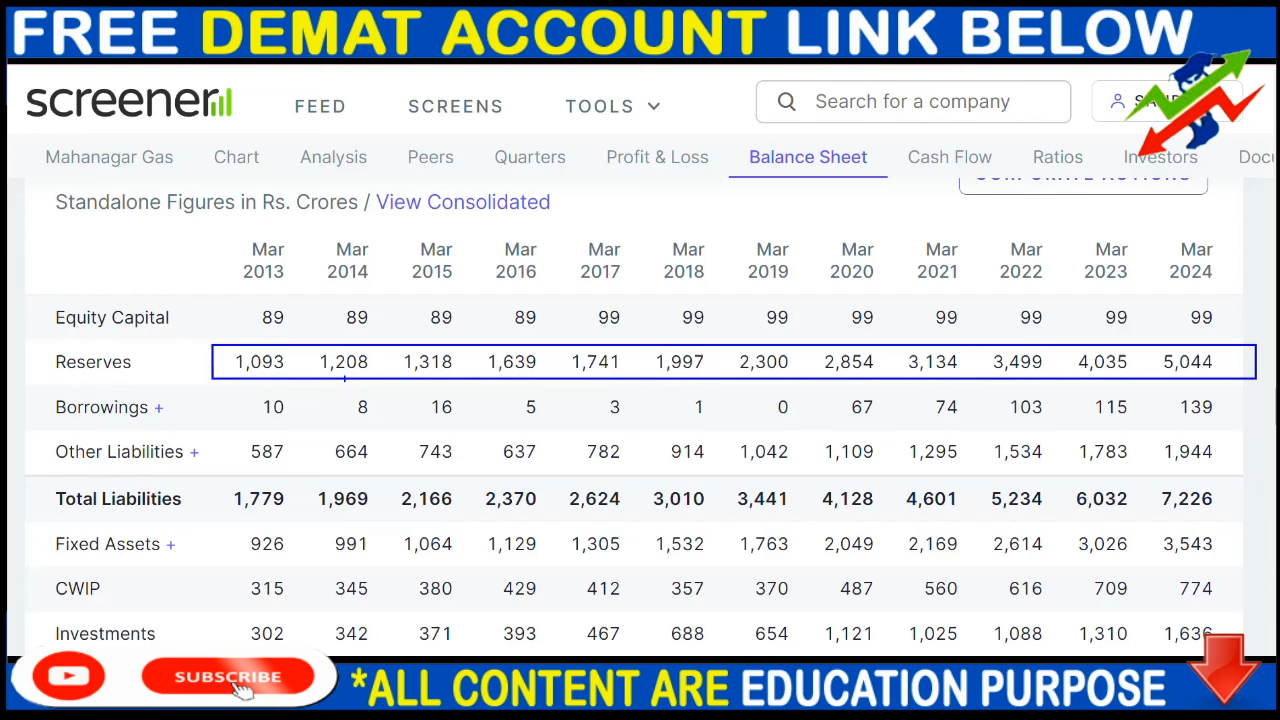 FREE DEMAT ACCOUNT LINK BELOW
screener FEED SCREENS TOOLS Search for a company
Mahanagar Gas Chart Analysis Peers Quarters Profit & Loss Balance Sheet Cash Flow Ratios Investors
CORPORATE ACTIONS
Standalone Figures in Rs. Crores / View Consolidated
Mar Mar Mar Mar Mar Mar Mar Mar Mar Mar Mar Mar
2013 2014 2015 2016 2017 2018 2019 2020 2021 2022 2023 2024
Equity Capital 89 89 89 89 99 99 99 99 99 99 99 99
Reserves 1,093 1,208 1,318 1,639 1,741 1,997 2,300 2,854 3,134 3,499 4,035 5,044
Borrowings + 10 8 16 5 3 1 0 67 74 103 115 139
Other Liabilities + 587 664 743 637 782 914 1,042 1,109 1,295 1,534 1,783 1,944
Total Liabilities 1,779 1,969 2,166 2,370 2,624 3,010 3,441 4,128 4,601 5,234 6,032 7,226
Fixed Assets + 926 991 1,064 1,129 1,305 1,532 1,763 2,049 2,169 2,614 3,026 3,543
CWIP 315 345 380 429 412 357 370 487 560 616 709 774
Investments 302 342 371 393 467 688 654 1,121 1,025 1,088 1,310 1,636
SUBSCRIBE
*ALL CONTENT ARE EDUCATION PURPOSE